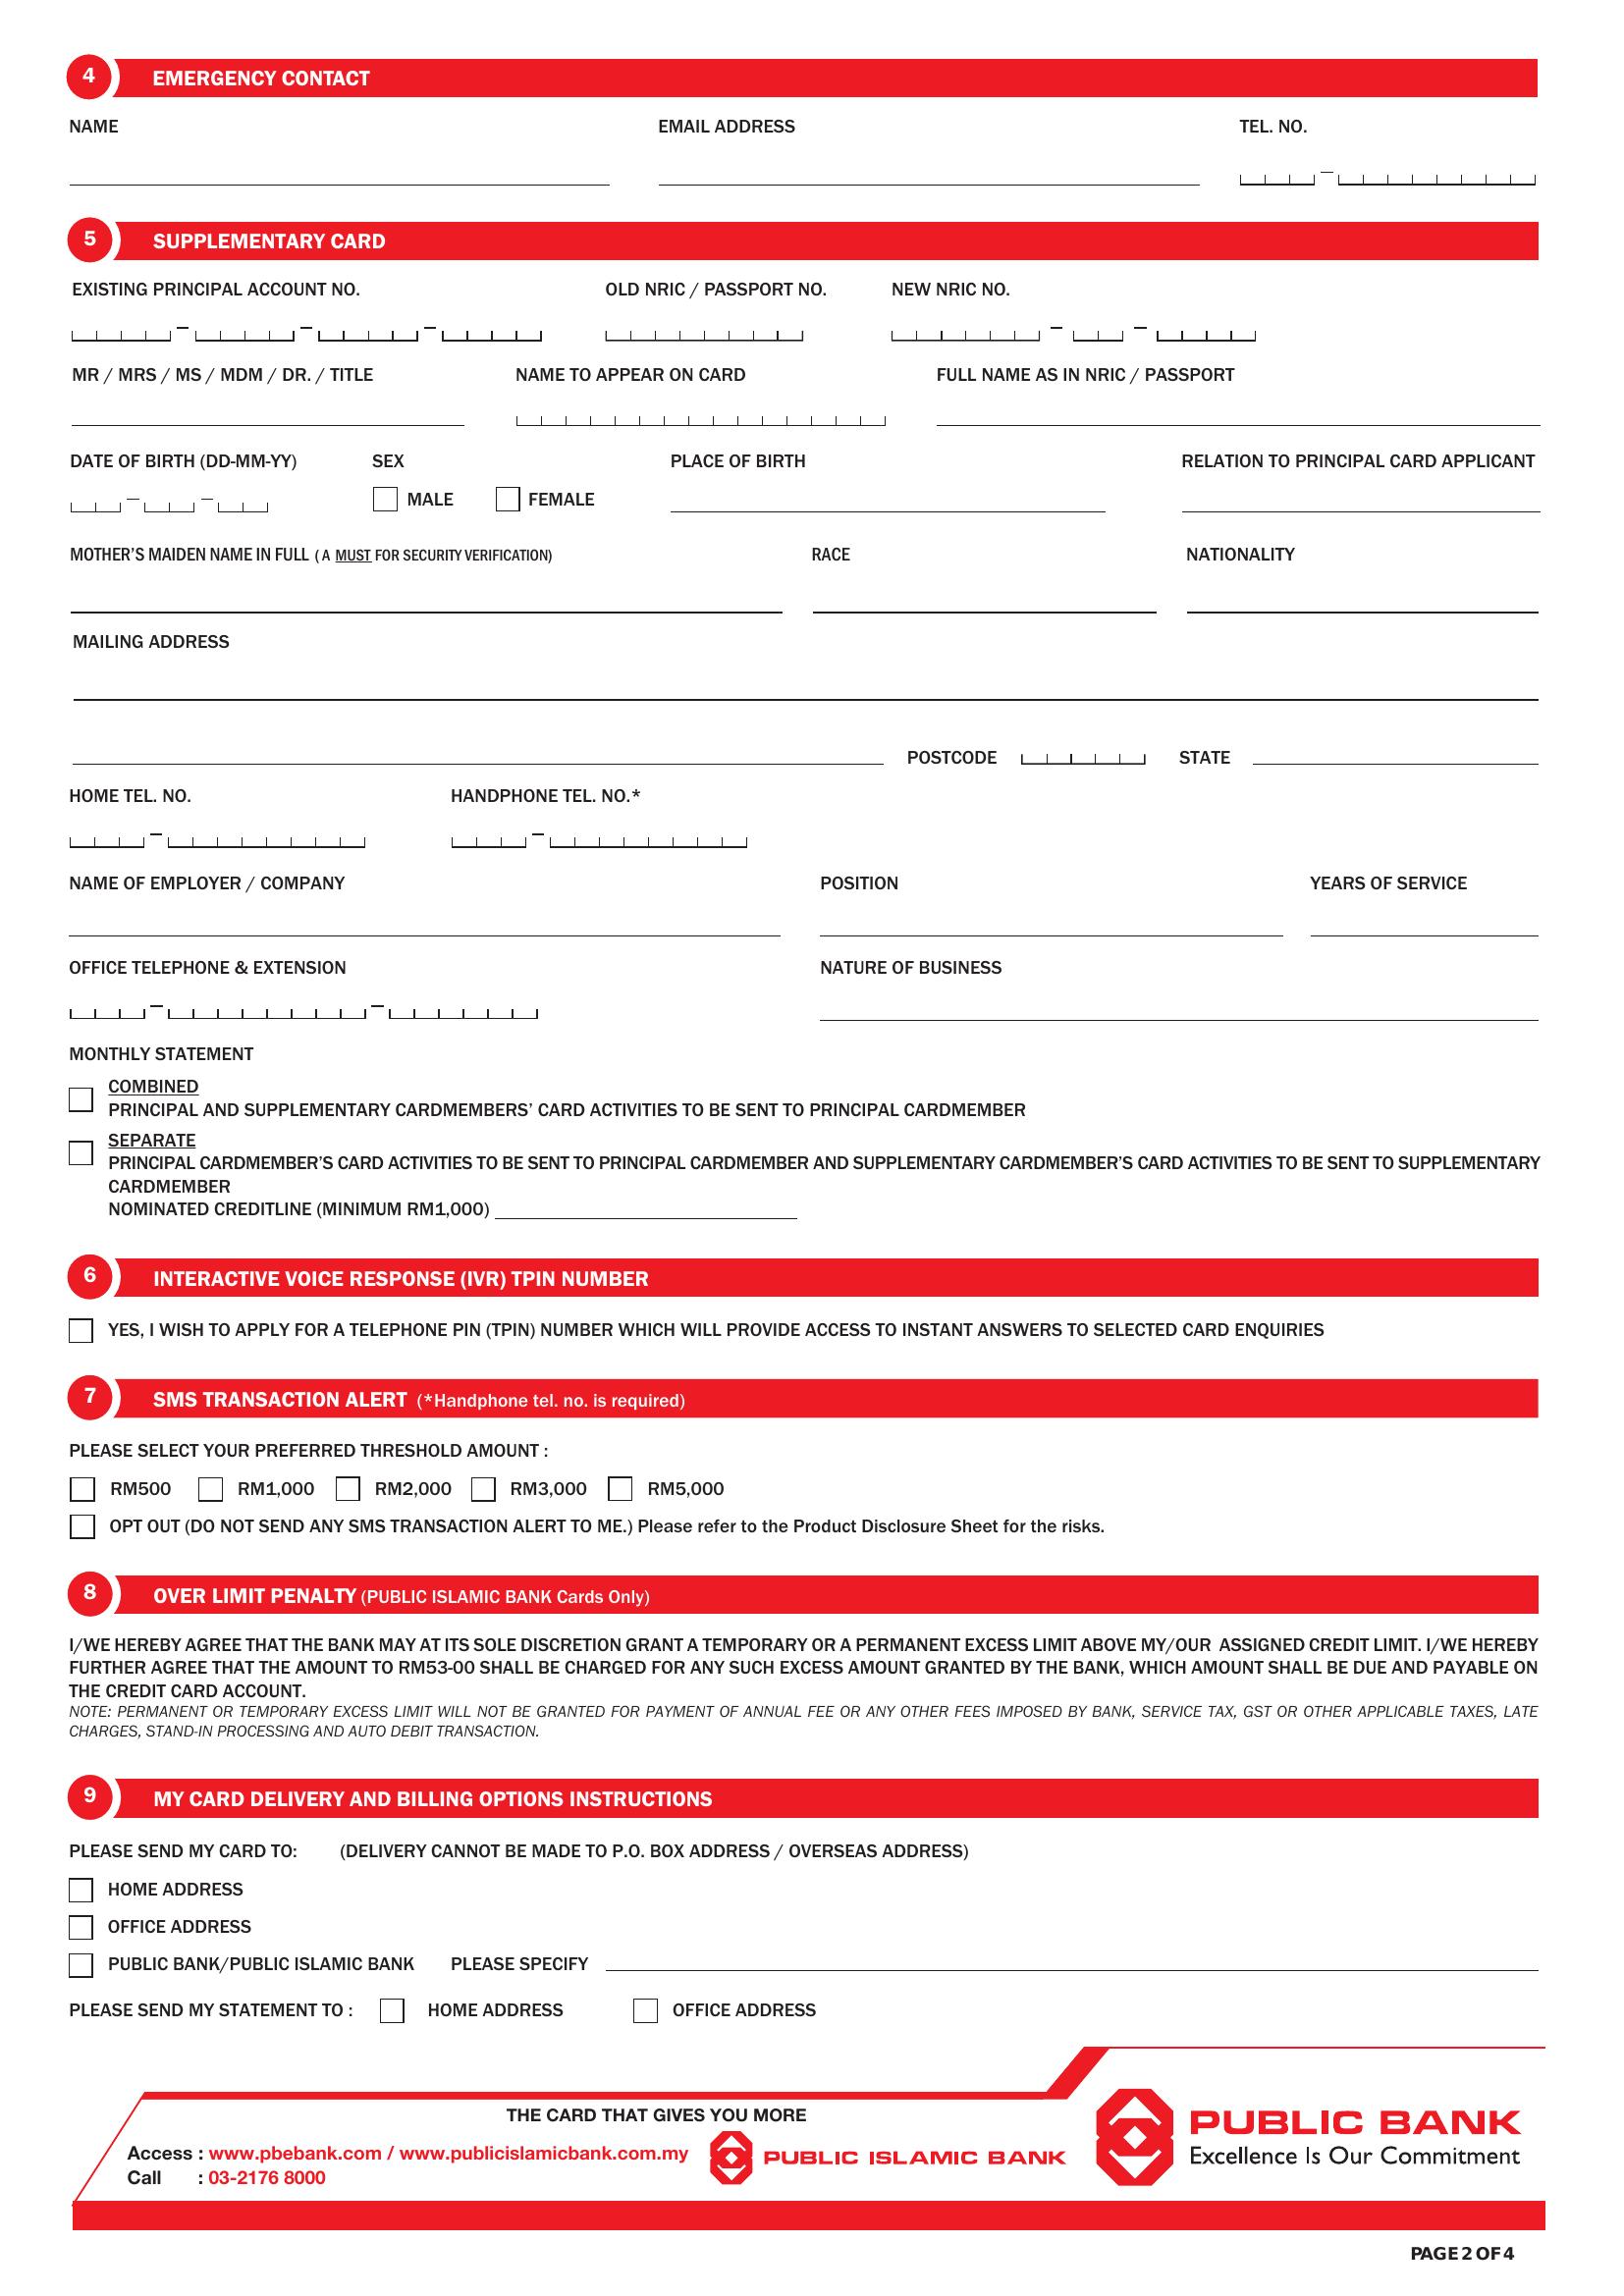 4 EMERGENCY CONTACT
NAME EMAIL ADDRESS TEL. NO.
5 SUPPLEMENTARY CARD
EXISTING PRINCIPAL ACCOUNT NO. OLD NRIC / PASSPORT NO. NEW NRIC NO.
MR / MRS / MS / MDM / DR. / TITLE NAME TO APPEAR ON CARD FULL NAME AS IN NRIC / PASSPORT
DATE OF BIRTH (DD-MM-YY) SEX PLACE OF BIRTH RELATION TO PRINCIPAL CARD APPLICANT
MALE FEMALE
MOTHER'S MAIDEN NAME IN FULL ( A MUST FOR SECURITY VERIFICATION) RACE NATIONALITY
MAILING ADDRESS
POSTCODE STATE
HOME TEL. NO. HANDPHONE TEL. NO.*
NAME OF EMPLOYER / COMPANY POSITION YEARS OF SERVICE
OFFICE TELEPHONE & EXTENSION NATURE OF BUSINESS
MONTHLY STATEMENT
COMBINED
PRINCIPAL AND SUPPLEMENTARY CARDMEMBERS' CARD ACTIVITIES TO BE SENT TO PRINCIPAL CARDMEMBER
SEPARATE
PRINCIPAL CARDMEMBER'S CARD ACTIVITIES TO BE SENT TO PRINCIPAL CARDMEMBER AND SUPPLEMENTARY CARDMEMBER'S CARD ACTIVITIES TO BE SENT TO SUPPLEMENTARY
CARDMEMBER
NOMINATED CREDITLINE (MINIMUM RM1,000)
6 INTERACTIVE VOICE RESPONSE (IVR) TPIN NUMBER
YES, I WISH TO APPLY FOR A TELEPHONE PIN (TPIN) NUMBER WHICH WILL PROVIDE ACCESS TO INSTANT ANSWERS TO SELECTED CARD ENQUIRIES
7 SMS TRANSACTION ALERT (*Handphone tel. no. is required)
PLEASE SELECT YOUR PREFERRED THRESHOLD AMOUNT :
RM500 RM1,000 RM2,000 RM3,000 RM5,000
OPT OUT (DO NOT SEND ANY SMS TRANSACTION ALERT TO ME.) Please refer to the Product Disclosure Sheet for the risks.
8 OVER LIMIT PENALTY (PUBLIC ISLAMIC BANK Cards Only)
I/WE HEREBY AGREE THAT THE BANK MAY AT ITS SOLE DISCRETION GRANT A TEMPORARY OR A PERMANENT EXCESS LIMIT ABOVE MY/OUR ASSIGNED CREDIT LIMIT. I/WE HEREBY
FURTHER AGREE THAT THE AMOUNT TO RM53-00 SHALL BE CHARGED FOR ANY SUCH EXCESS AMOUNT GRANTED BY THE BANK, WHICH AMOUNT SHALL BE DUE AND PAYABLE ON
THE CREDIT CARD ACCOUNT.
NOTE: PERMANENT OR TEMPORARY EXCESS LIMIT WILL NOT BE GRANTED FOR PAYMENT OF ANNUAL FEE OR ANY OTHER FEES IMPOSED BY BANK, SERVICE TAX, GST OR OTHER APPLICABLE TAXES, LATE
CHARGES, STAND-IN PROCESSING AND AUTO DEBIT TRANSACTION.
9 MY CARD DELIVERY AND BILLING OPTIONS INSTRUCTIONS
PLEASE SEND MY CARD TO: (DELIVERY CANNOT BE MADE TO P.O. BOX ADDRESS / OVERSEAS ADDRESS)
HOME ADDRESS
OFFICE ADDRESS
PUBLIC BANK/PUBLIC ISLAMIC BANK PLEASE SPECIFY
PLEASE SEND MY STATEMENT TO : HOME ADDRESS OFFICE ADDRESS
THE CARD THAT GIVES YOU MORE
Access : www.pbebank.com / www.publicislamicbank.com.my
Call : 03-2176 8000
PUBLIC ISLAMIC BANK
PUBLIC BANK
Excellence Is Our Commitment
PAGE 2 OF 4